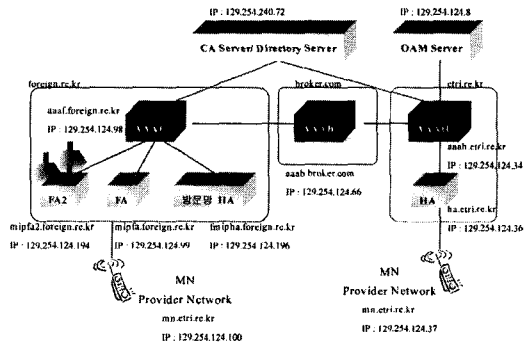 IP : 129.254.240.72
CA Server/ Directory Server
IP : 129.254.124.8
OAM Server
foreign.re.kr
broker.com
etri.re.kr
aaaf.foreign.re.kr
IP : 129.254.124.98
AAAF
AAAB
AAAH
aaab.broker.com
IP : 129.254.124.66
aaah.etri.re.kr
IP : 129.254.124.34
FA2
FA
방문망 HA
HA
mipfa2.foreign.re.kr
IP : 129.254.124.194
mipfa.foreign.re.kr
IP : 129.254.124.99
fmipha.foreign.re.kr
IP : 129.254.124.196
ha.etri.re.kr
IP : 129.254.124.36
MN
Provider Network
mn.etri.re.kr
IP : 129.254.124.100
MN
Provider Network
mn.etri.re.kr
IP : 129.254.124.37